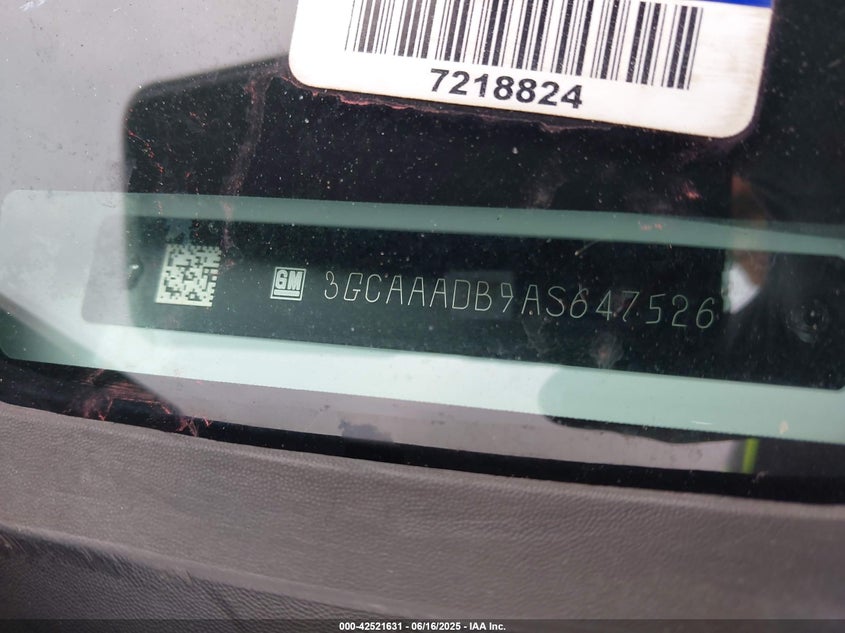 7218824
GM 3GCAAADB9AS647526
000-42521631 - 06/16/2025 - IAA Inc.